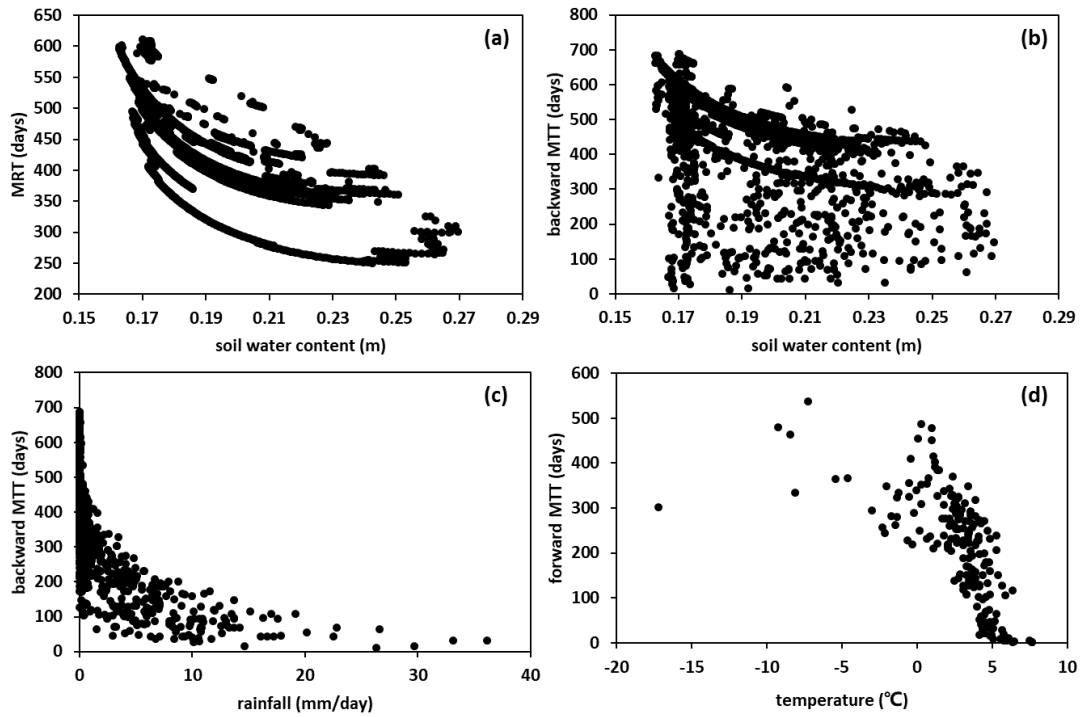 (a)
MRT (days)
650
600
550
500
450
400
350
300
250
200
0.15 0.17 0.19 0.21 0.23 0.25 0.27 0.29
soil water content (m)
(b)
backward MTT (days)
800
700
600
500
400
300
200
100
0
0.15 0.17 0.19 0.21 0.23 0.25 0.27 0.29
soil water content (m)
(c)
backward MTT (days)
800
700
600
500
400
300
200
100
0
0 10 20 30 40
rainfall (mm/day)
(d)
forward MTT (days)
600
500
400
300
200
100
0
-20 -15 -10 -5 0 5 10
temperature (℃)